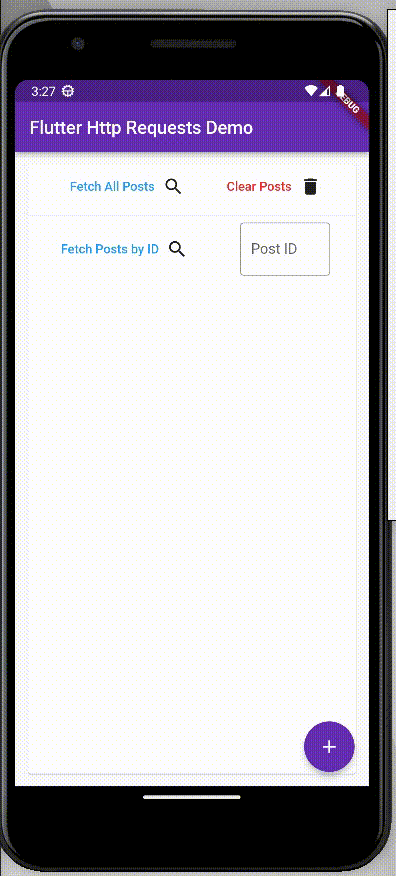 3:27
DEBUG
Flutter Http Requests Demo
Fetch All Posts
Clear Posts
Fetch Posts by ID
Post ID